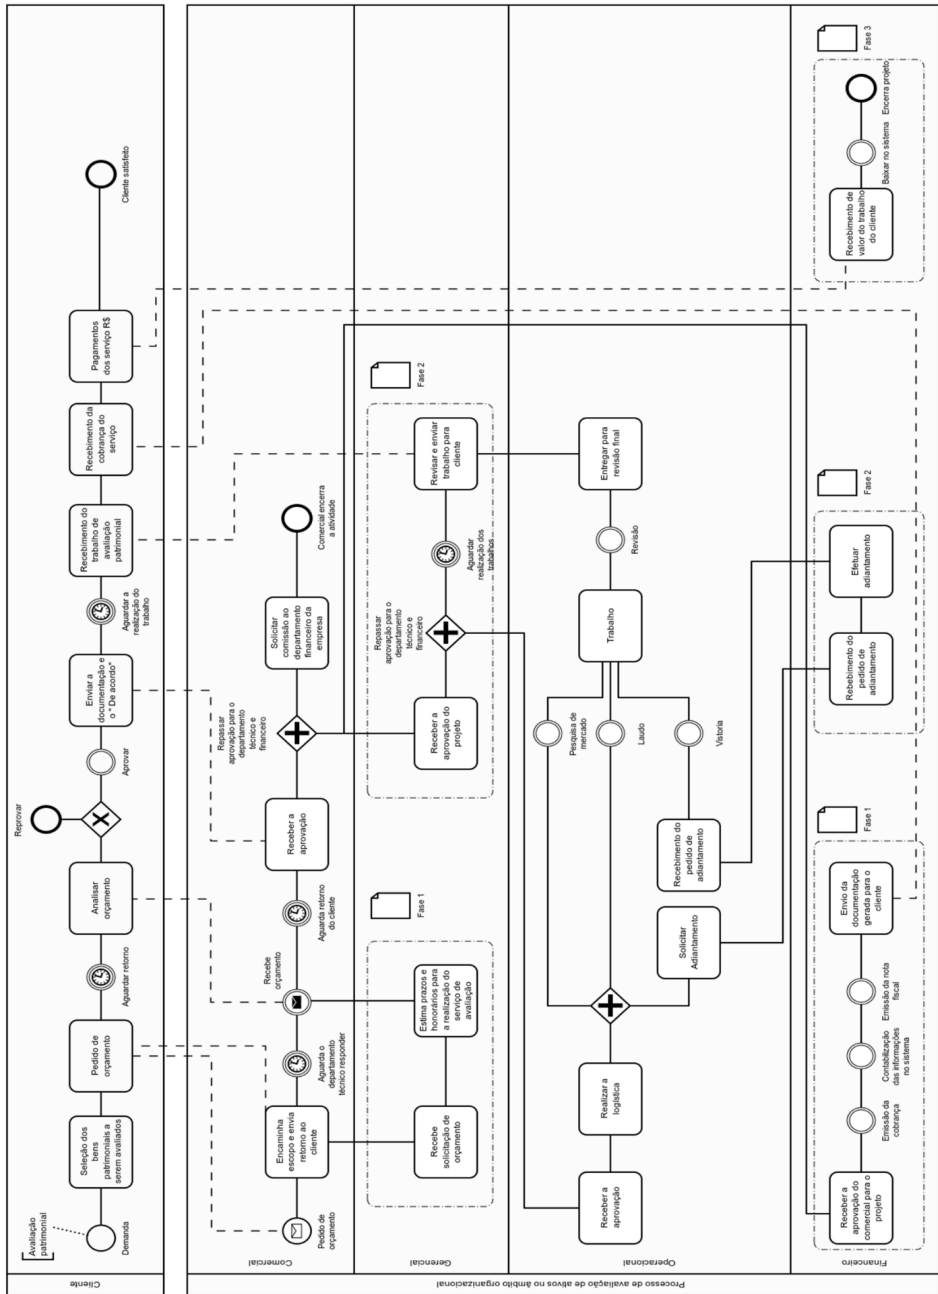 Cliente
Avaliação
patrimonial
Demanda
Seleção dos
bens
patrimoniais a
serem avaliados
Pedido de
orçamento
Aguardar retorno
Analisar
orçamento
Reprovar
X
Aprovar
Enviar a
documentação e
o " De acordo"
Aguardar a
realização do
trabalho
Recebimento do
trabalho de
avaliação
patrimonial
Recebimento da
cobrança do
serviço
Pagamentos
dos serviço R$
Cliente satisfeito
Processo de avaliação de ativos no âmbito organizacional
Comercial
Pedido de
orçamento
Encaminha
escopo e envia
retorno ao
cliente
Aguarda o
departamento
técnico responder
Recebe
orçamento
Aguarda retorno
do cliente
Receber a
aprovação
Repassar
aprovação para o
departamento
técnico e
financeiro
Solicitar
comissão ao
departamento
financeiro da
empresa
Comercial encerra
a atividade
Gerencial
Recebe
solicitação de
orçamento
Estima prazos e
honorários para
a realização do
serviço de
avaliação
Fase 1
Receber a
aprovação do
projeto
Repassar
aprovação para o
departamento
técnico e
financeiro
Aguardar
realização dos
trabalhos
Revisar e enviar
trabalho para
cliente
Fase 2
Operacional
Receber a
aprovação
Realizar a
logística
Solicitar
Adiantamento
Recebimento do
pedido de
adiantamento
Pesquisa de
mercado
Laudo
Vistoria
Trabalho
Revisão
Entregar para
revisão final
Financeiro
Receber a
aprovação do
comercial para o
projeto
Emissão da
cobrança
Contabilização
das informações
no sistema
Emissão da nota
fiscal
Envio da
documentação
gerada para o
cliente
Fase 1
Rebebimento do
pedido de
adiantamento
Efetuar
adiantamento
Fase 2
Recebimento de
valor do trabalho
do cliente
Baixar no sistema
Encerra projeto
Fase 3